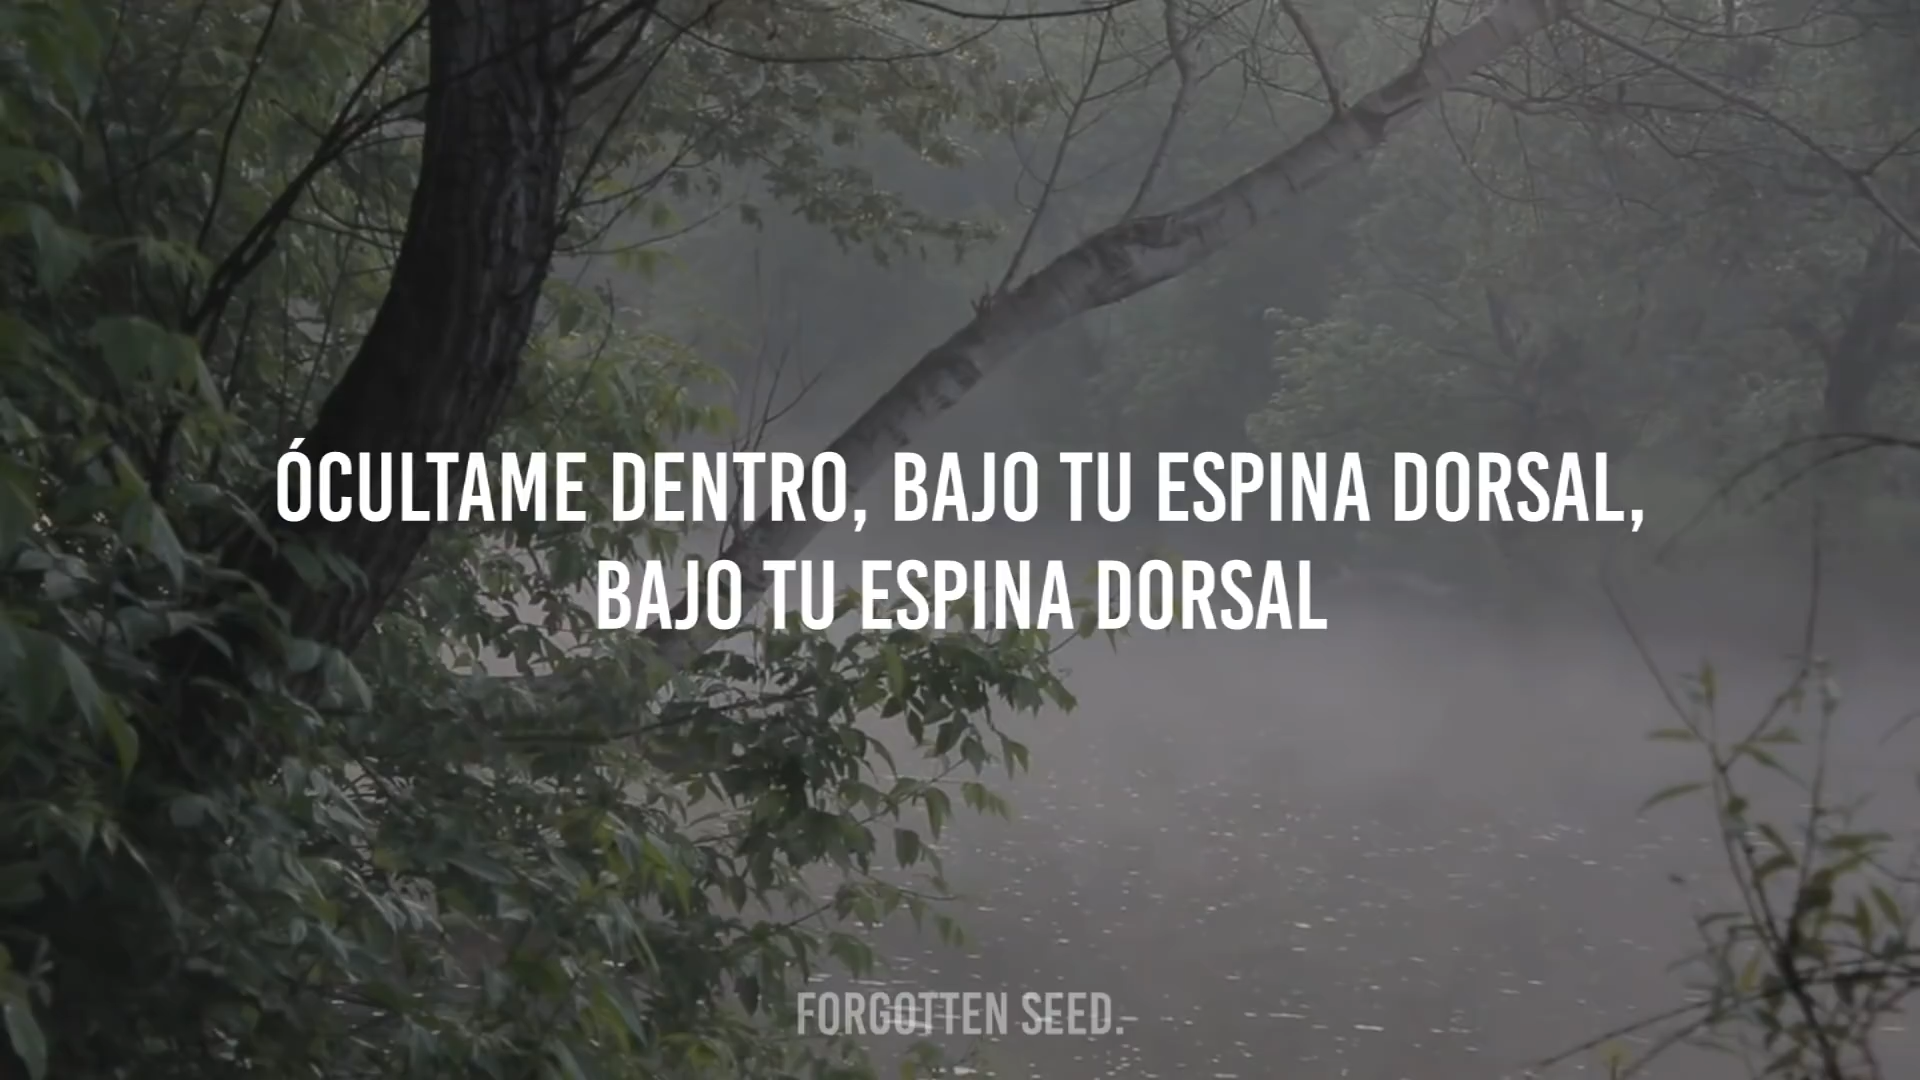 ÓCULTAME DENTRO, BAJO TU ESPINA DORSAL,
BAJO TU ESPINA DORSAL
FORGOTTEN SEED.